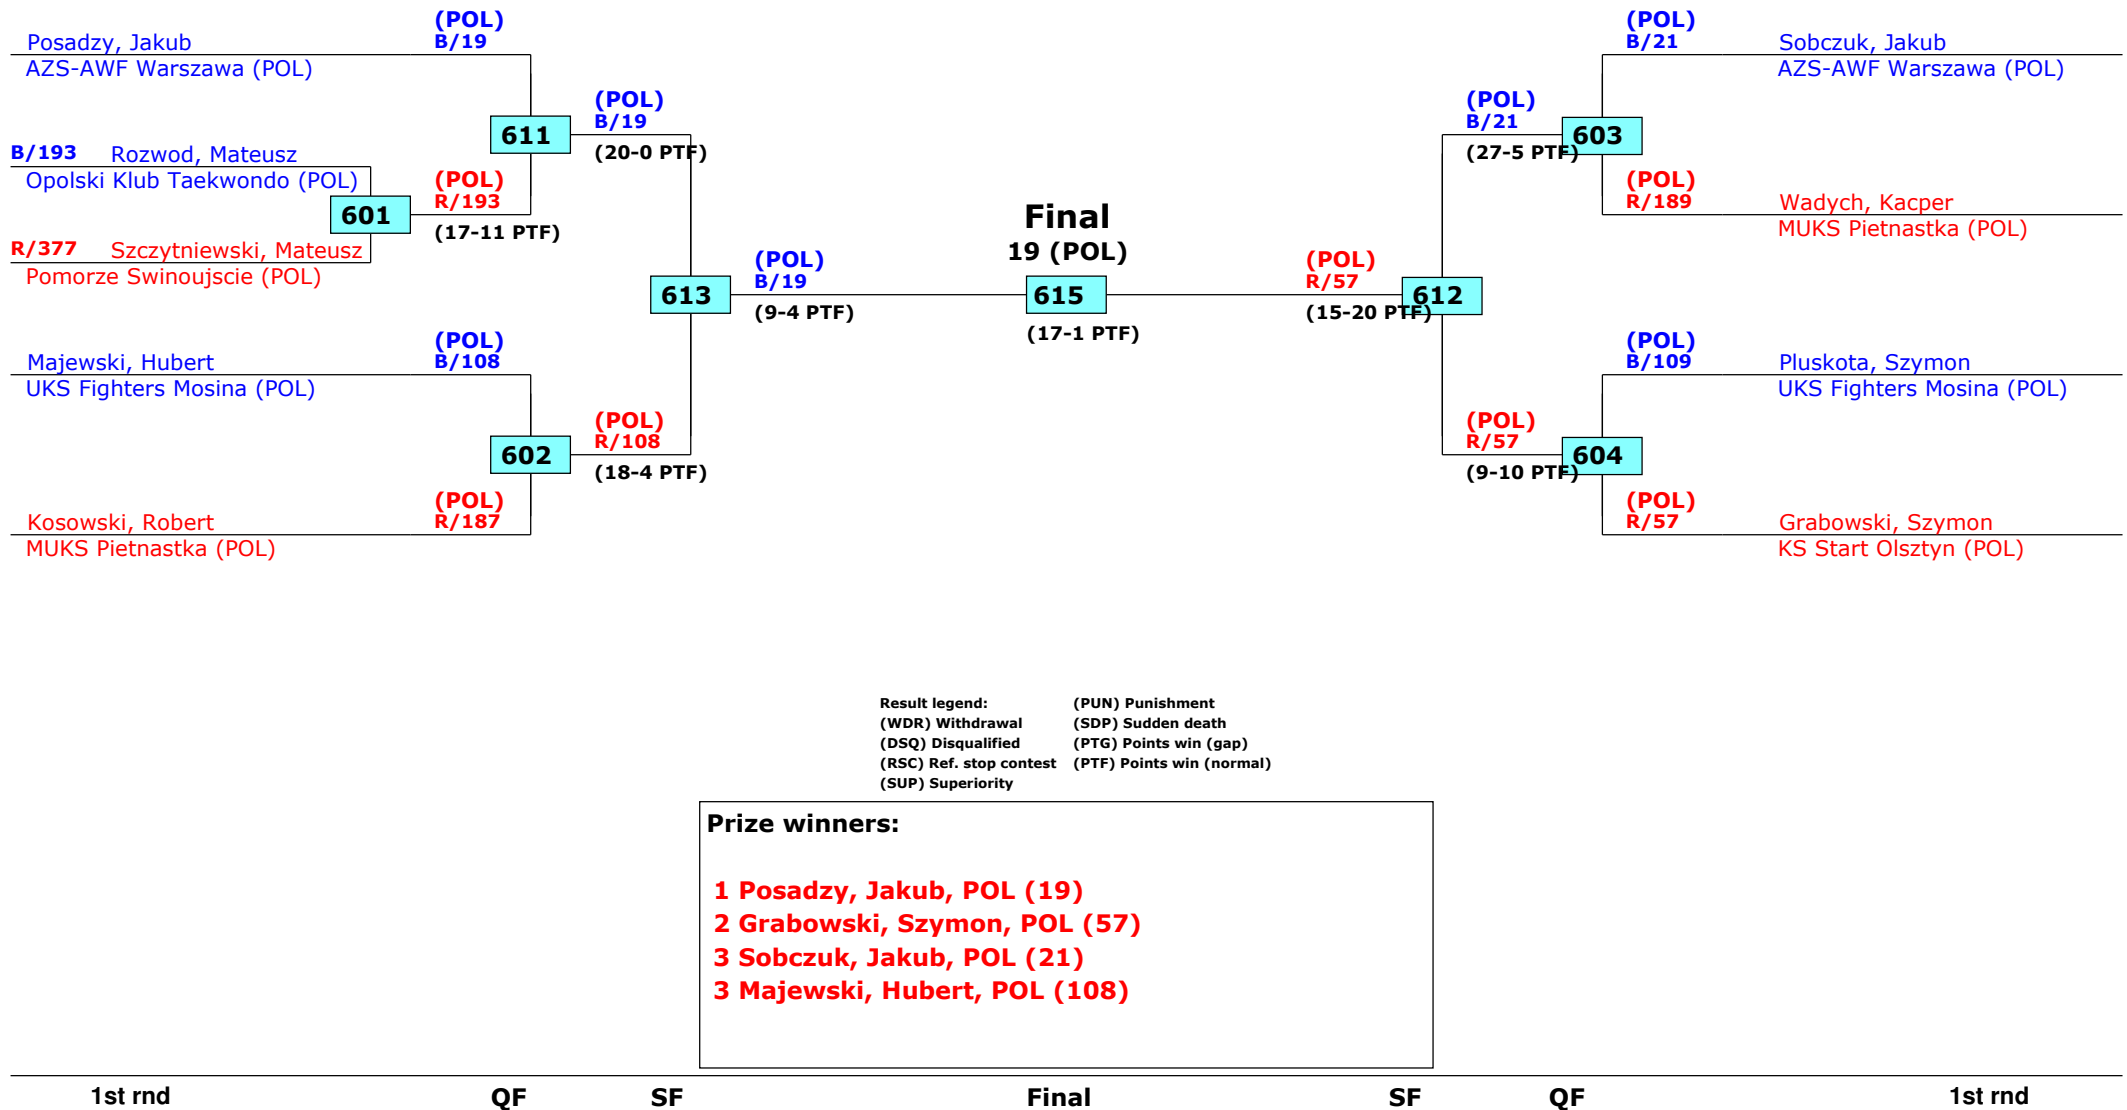 (POL)
B/19
Posadzy, Jakub
AZS-AWF Warszawa (POL)
(POL)
B/19
611
(20-0 PTF)
B/193 Rozwod, Mateusz
Opolski Klub Taekwondo (POL)
(POL)
R/193
601
(17-11 PTF)
R/377 Szczytniewski, Mateusz
Pomorze Swinoujscie (POL)
(POL)
B/19
613
(9-4 PTF)
(POL)
B/108
Majewski, Hubert
UKS Fighters Mosina (POL)
(POL)
R/108
602
(18-4 PTF)
(POL)
R/187
Kosowski, Robert
MUKS Pietnastka (POL)
Final
19 (POL)
615
(17-1 PTF)
(POL)
B/21
Sobczuk, Jakub
AZS-AWF Warszawa (POL)
(POL)
B/21
603
(27-5 PTF)
(POL)
R/189
Wadych, Kacper
MUKS Pietnastka (POL)
(POL)
R/57
612
(15-20 PTF)
(POL)
B/109
Pluskota, Szymon
UKS Fighters Mosina (POL)
(POL)
R/57
604
(9-10 PTF)
(POL)
R/57
Grabowski, Szymon
KS Start Olsztyn (POL)
Result legend: (PUN) Punishment
(WDR) Withdrawal (SDP) Sudden death
(DSQ) Disqualified (PTG) Points win (gap)
(RSC) Ref. stop contest (PTF) Points win (normal)
(SUP) Superiority
Prize winners:
1 Posadzy, Jakub, POL (19)
2 Grabowski, Szymon, POL (57)
3 Sobczuk, Jakub, POL (21)
3 Majewski, Hubert, POL (108)
1st rnd QF SF Final SF QF 1st rnd